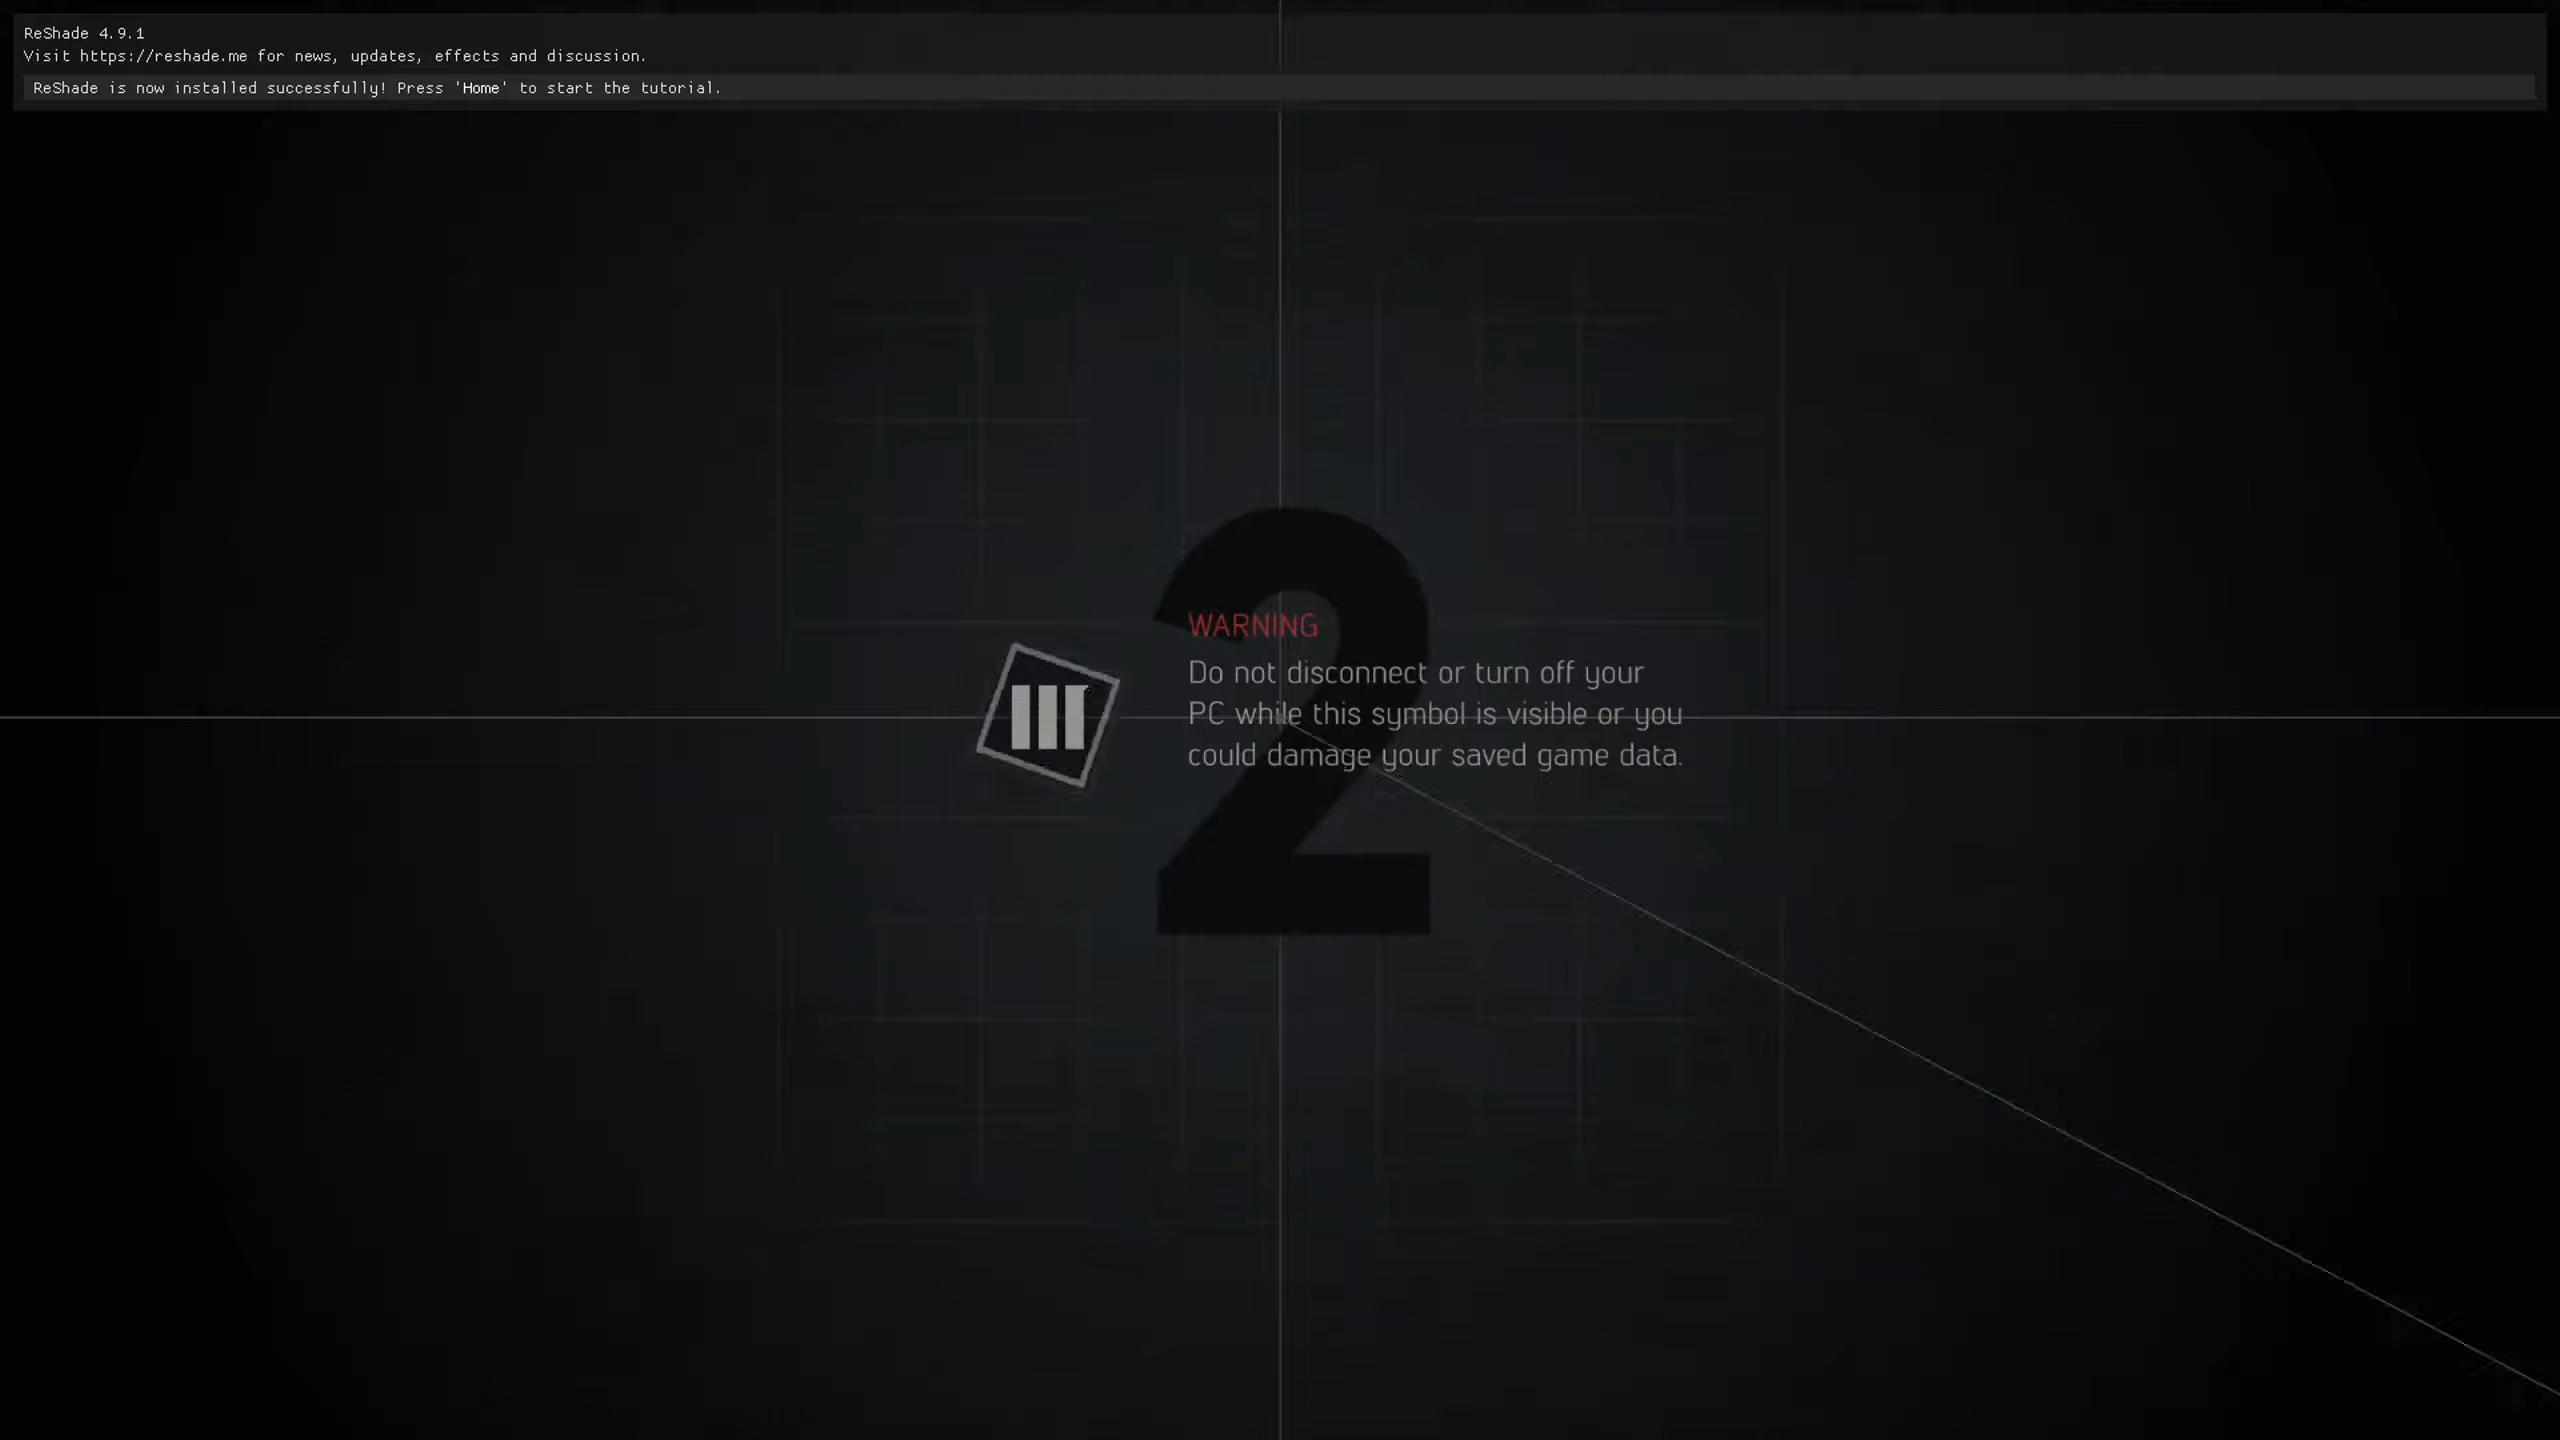 ReShade 4.9.1
Visit https://reshade.me for news, updates, effects and discussion.
ReShade is now installed successfully! Press 'Home' to start the tutorial.
2
WARNING
III
Do not disconnect or turn off your
PC while this symbol is visible or you
could damage your saved game data.